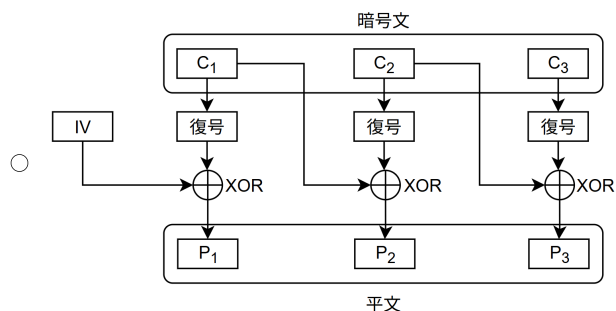 暗号文
C1 C2 C3
IV 復号 復号 復号
XOR XOR XOR
P1 P2 P3
平文